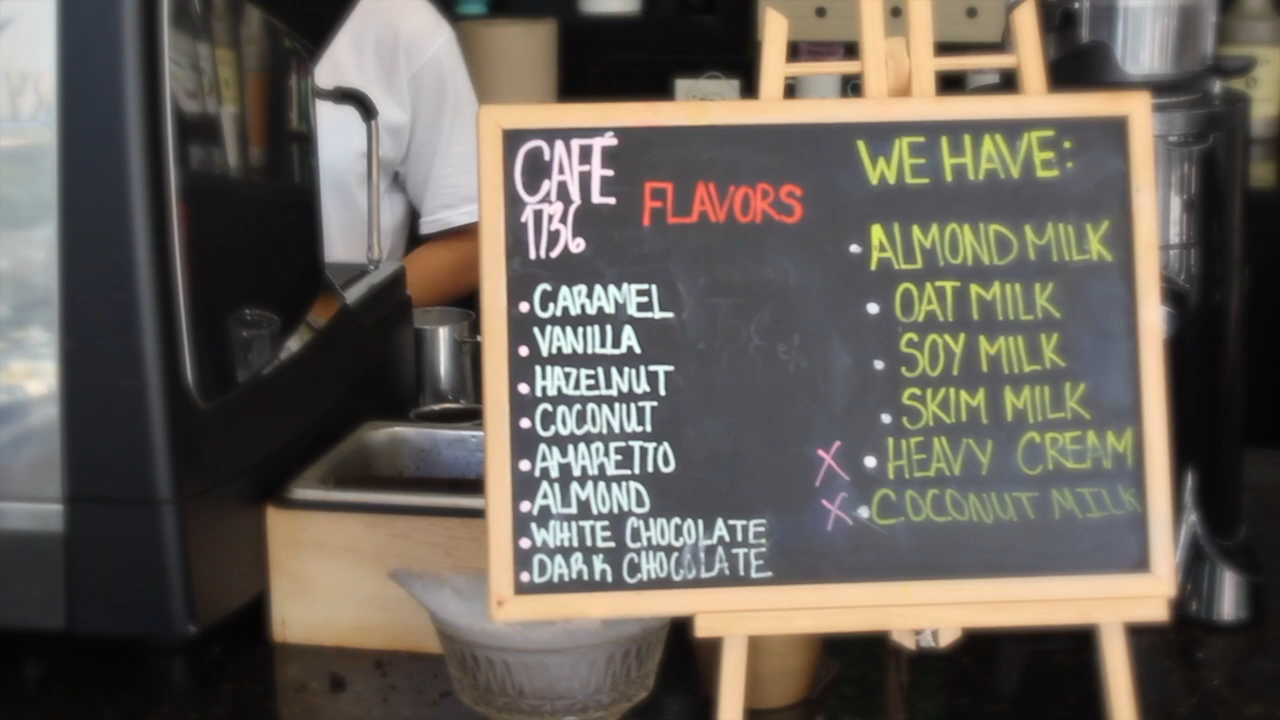 CAFÉ
1736
FLAVORS
• CARAMEL
• VANILLA
• HAZELNUT
• COCONUT
• AMARETTO
• ALMOND
• WHITE CHOCOLATE
• DARK CHOCOLATE
WE HAVE:
• ALMOND MILK
• OAT MILK
• SOY MILK
• SKIM MILK
X • HEAVY CREAM
X • COCONUT MILK